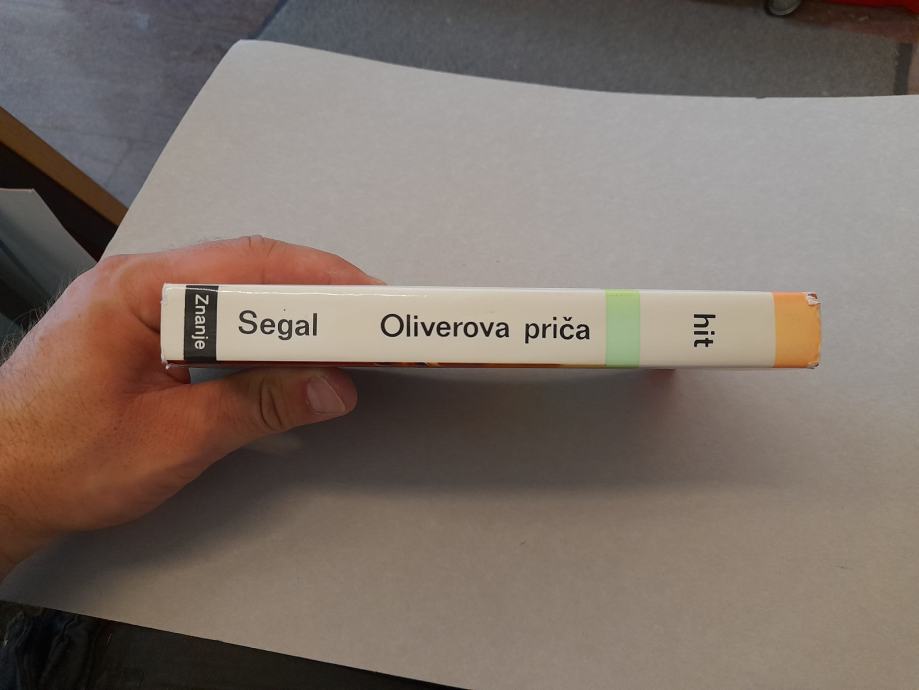 Znanje
Segal Oliverova priča
hit